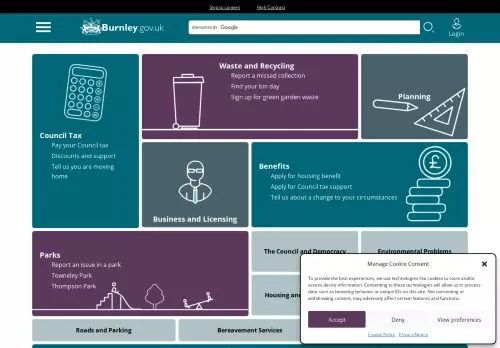 Skip to content
High Contrast
Burnley.gov.uk
ENHANCED BY Google
Login
Council Tax
Pay your Council tax
Discounts and support
Tell us you are moving
home
Waste and Recycling
Report a missed collection
Find your bin day
Sign up for green garden waste
Planning
Business and Licensing
Benefits
Apply for housing benefit
Apply for Council tax support
Tell us about a change to your circumstances
Parks
Report an issue in a park
Towneley Park
Thompson Park
The Council and Democracy
Environmental Problems
Housing and
Roads and Parking
Bereavement Services
Manage Cookie Consent
To provide the best experiences, we use technologies like cookies to store and/or
access device information. Consenting to these technologies will allow us to process
data such as browsing behavior or unique IDs on this site. Not consenting or
withdrawing consent, may adversely affect certain features and functions.
Accept
Deny
View preferences
Cookie Policy
Privacy Notice